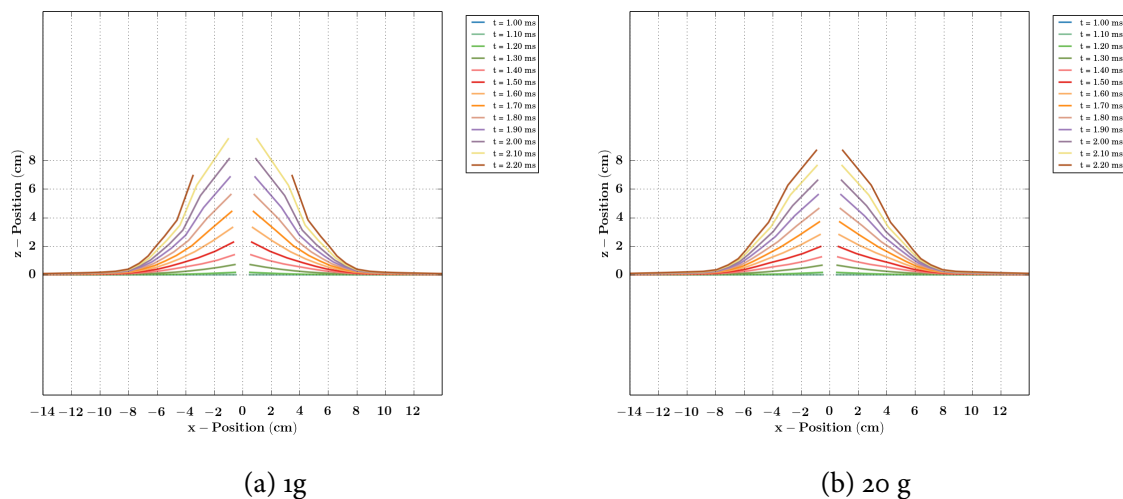 t = 1.00 ms
t = 1.10 ms
t = 1.20 ms
t = 1.30 ms
t = 1.40 ms
t = 1.50 ms
t = 1.60 ms
t = 1.70 ms
t = 1.80 ms
t = 1.90 ms
t = 2.00 ms
t = 2.10 ms
t = 2.20 ms
z − Position (cm)
8
6
4
2
0
−14 −12 −10 −8 −6 −4 −2 0 2 4 6 8 10 12
x − Position (cm)
(a) 1g
t = 1.00 ms
t = 1.10 ms
t = 1.20 ms
t = 1.30 ms
t = 1.40 ms
t = 1.50 ms
t = 1.60 ms
t = 1.70 ms
t = 1.80 ms
t = 1.90 ms
t = 2.00 ms
t = 2.10 ms
t = 2.20 ms
z − Position (cm)
8
6
4
2
0
−14 −12 −10 −8 −6 −4 −2 0 2 4 6 8 10 12
x − Position (cm)
(b) 20 g